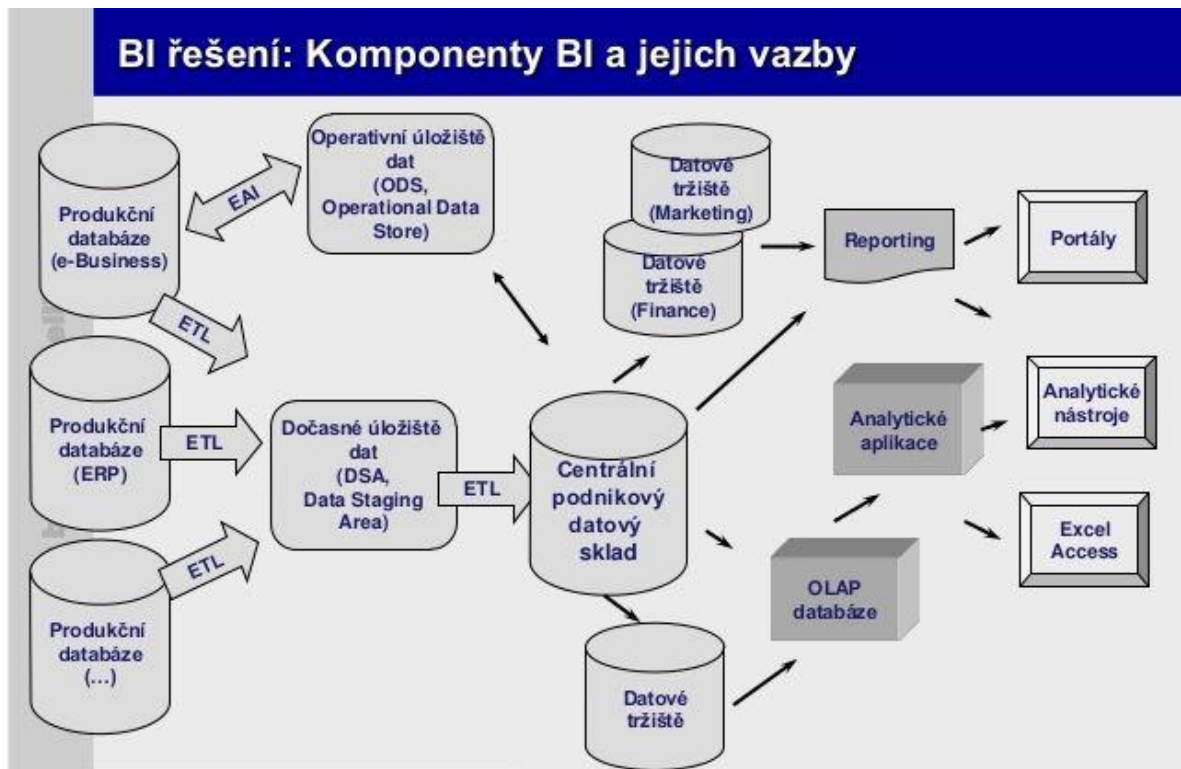 BI řešení: Komponenty BI a jejich vazby
Produkční
databáze
(e-Business)
EAI
Operativní úložiště
dat
(ODS,
Operational Data
Store)
ETL
Produkční
databáze
(ERP)
ETL
Dočasné úložiště
dat
(DSA,
Data Staging
Area)
ETL
Produkční
databáze
(...)
ETL
Centrální
podnikový
datový
sklad
Datové
tržiště
(Marketing)
Datové
tržiště
(Finance)
Datové
tržiště
Reporting
Analytické
aplikace
OLAP
databáze
Portály
Analytické
nástroje
Excel
Access